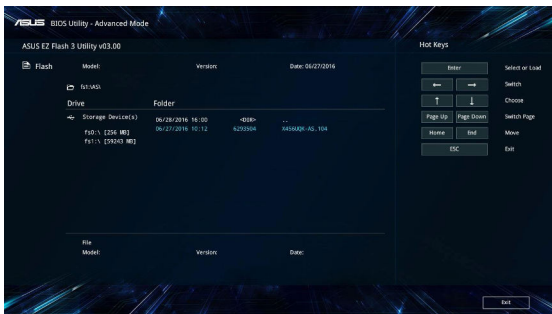 ASUS BIOS Utility - Advanced Mode
ASUS EZ Flash 3 Utility v03.00
Hot Keys
Flash
Model: Version: Date: 06/27/2016
fs1:\AS\
Drive Folder
Storage Device(s)
fs0:\ [256 MB]
fs1:\ [59243 MB]
06/28/2016 16:00 <DOR> ..
06/27/2016 10:12 6293504 X456UQK-AS.104
File
Model: Version: Date:
Enter Select or Load
← → Switch
↑ ↓ Choose
Page Up Page Down Switch Page
Home End Move
ESC Exit
Exit